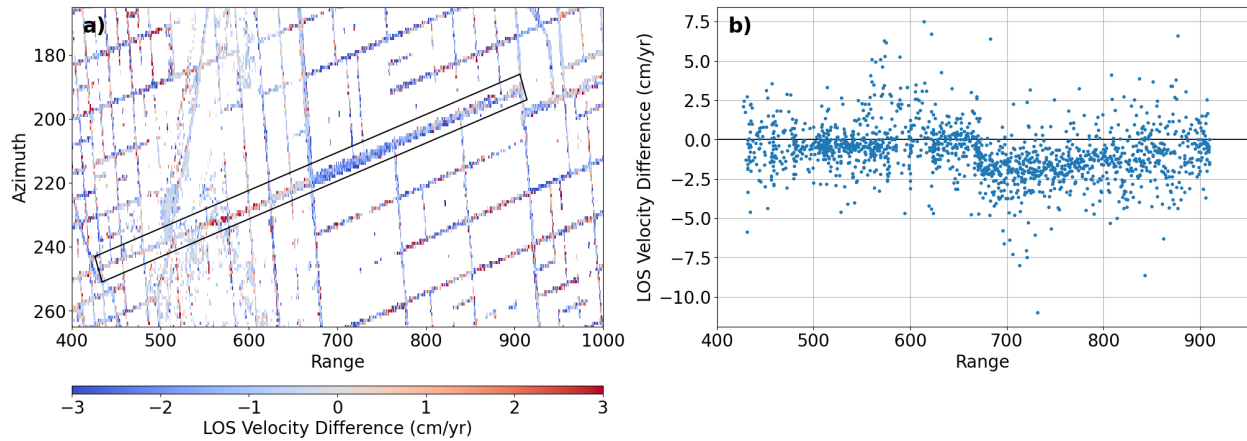 a)
180
200
220
240
260
Azimuth
400 500 600 700 800 900 1000
Range
−3 −2 −1 0 1 2 3
LOS Velocity Difference (cm/yr)
b)
7.5
5.0
2.5
0.0
−2.5
−5.0
−7.5
−10.0
LOS Velocity Difference (cm/yr)
400 500 600 700 800 900
Range